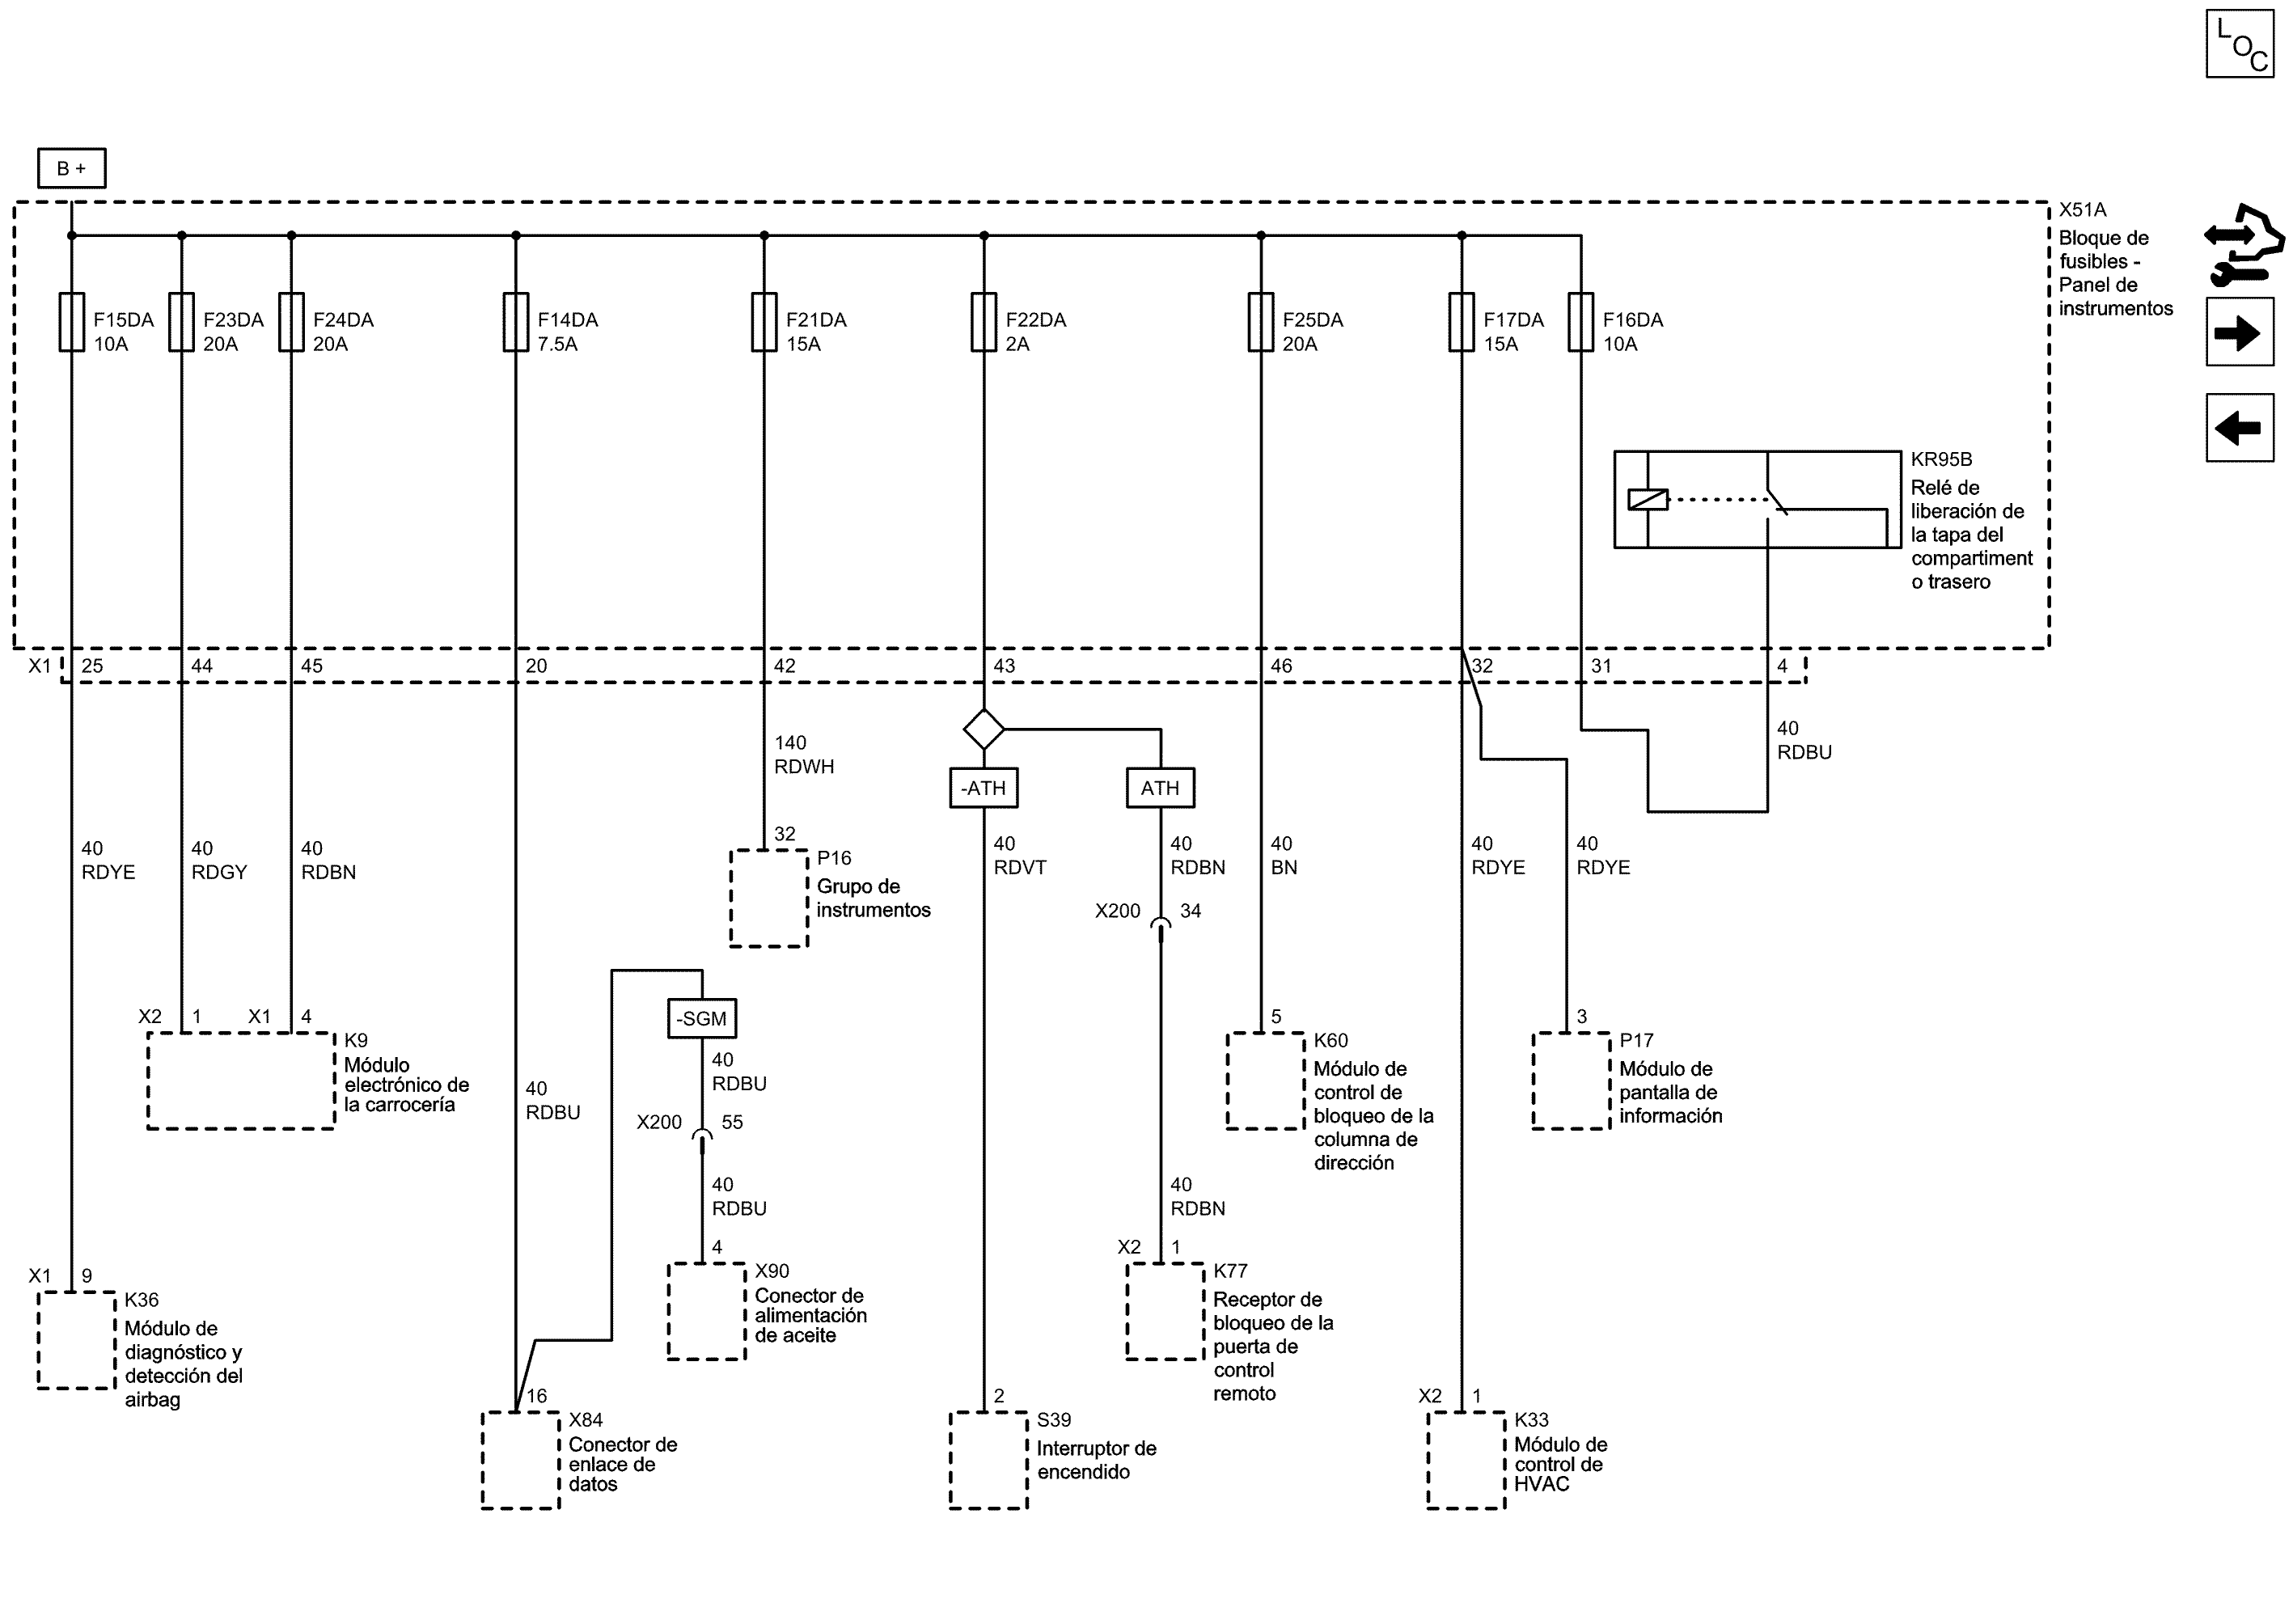 LOC
B +
X51A
Bloque de
fusibles -
Panel de
instrumentos
F15DA
10A
F23DA
20A
F24DA
20A
F14DA
7.5A
F21DA
15A
F22DA
2A
F25DA
20A
F17DA
15A
F16DA
10A
KR95B
Relé de
liberación de
la tapa del
compartiment
o trasero
X1 25 44 45 20 42 43 46 32 31 4
140
RDWH
40
RDBU
-ATH
ATH
32
P16
Grupo de
instrumentos
40
RDYE
40
RDGY
40
RDBN
40
RDVT
40
RDBN
40
BN
40
RDYE
40
RDYE
X200 34
X2 1 X1 4
K9
Módulo
electrónico de
la carrocería
-SGM
40
RDBU
X200 55
40
RDBU
40
RDBU
4
X90
Conector de
alimentación
de aceite
5
K60
Módulo de
control de
bloqueo de la
columna de
dirección
3
P17
Módulo de
pantalla de
información
40
RDBN
X2 1
K77
Receptor de
bloqueo de la
puerta de
control
remoto
X1 9
K36
Módulo de
diagnóstico y
detección del
airbag
16
X84
Conector de
enlace de
datos
2
S39
Interruptor de
encendido
X2 1
K33
Módulo de
control de
HVAC